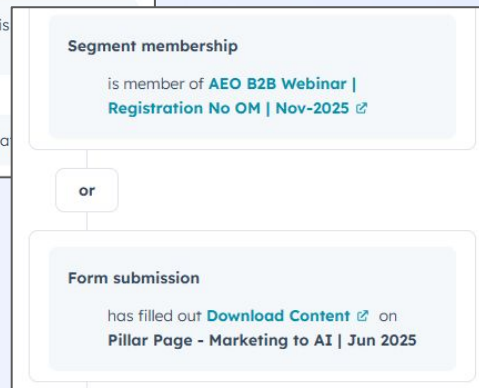 is
Segment membership
is member of AEO B2B Webinar |
Registration No OM | Nov-2025
or
Form submission
has filled out Download Content on
Pillar Page - Marketing to AI | Jun 2025